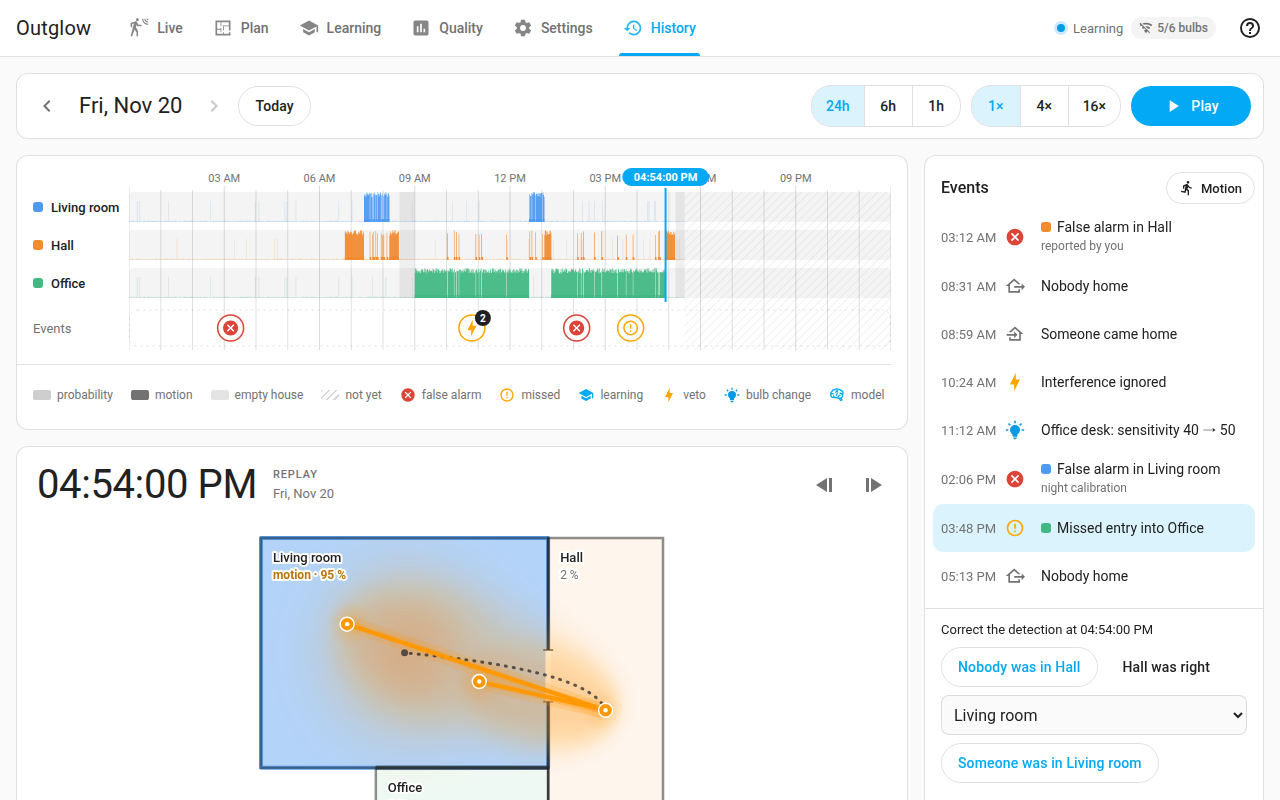 Outglow
Live
Plan
Learning
Quality
Settings
History
Learning
5/6 bulbs
Fri, Nov 20
Today
24h
6h
1h
1×
4×
16×
Play
03 AM
06 AM
09 AM
12 PM
03 PM
04:54:00 PM
09 PM
Living room
Hall
Office
Events
2
probability
motion
empty house
not yet
false alarm
missed
learning
veto
bulb change
model
04:54:00 PM
REPLAY
Fri, Nov 20
Living room
motion · 95 %
Hall
2 %
Office
Events
Motion
03:12 AM
False alarm in Hall
reported by you
08:31 AM
Nobody home
08:59 AM
Someone came home
10:24 AM
Interference ignored
11:12 AM
Office desk: sensitivity 40 → 50
02:06 PM
False alarm in Living room
night calibration
03:48 PM
Missed entry into Office
05:13 PM
Nobody home
Correct the detection at 04:54:00 PM
Nobody was in Hall
Hall was right
Living room
Someone was in Living room